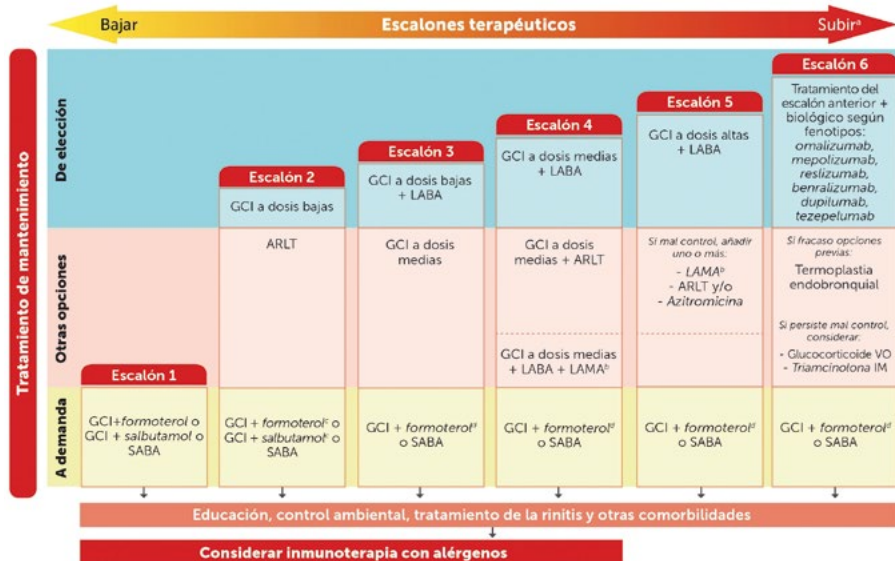 Bajar
Escalones terapéuticos
Subirᵃ
Tratamiento de mantenimiento
De elección
Escalón 2
GCI a dosis bajas
Escalón 3
GCI a dosis bajas
+ LABA
Escalón 4
GCI a dosis medias
+ LABA
Escalón 5
GCI a dosis altas
+ LABA
Escalón 6
Tratamiento del
escalón anterior +
biológico según
fenotipos:
omalizumab,
mepolizumab,
reslizumab,
benralizumab,
dupilumab,
tezepelumab
Otras opciones
ARLT
GCI a dosis
medias
GCI a dosis
medias + ARLT
GCI a dosis medias
+ LABA + LAMAᵇ
Si mal control, añadir
uno o más:
- LAMAᵇ
- ARLT y/o
- Azitromicina
Si fracaso opciones
previas:
Termoplastia
endobronquial
Si persiste mal control,
considerar:
- Glucocorticoide VO
- Triamcinolona IM
Escalón 1
A demanda
GCI+formoterol o
GCI + salbutamol o
SABA
GCI + formoterolᶜ o
GCI + salbutamolᶜ o
SABA
GCI + formoterolᵈ
o SABA
GCI + formoterolᵈ
o SABA
GCI + formoterolᵈ
o SABA
GCI + formoterolᵈ
o SABA
Educación, control ambiental, tratamiento de la rinitis y otras comorbilidades
Considerar inmunoterapia con alérgenos